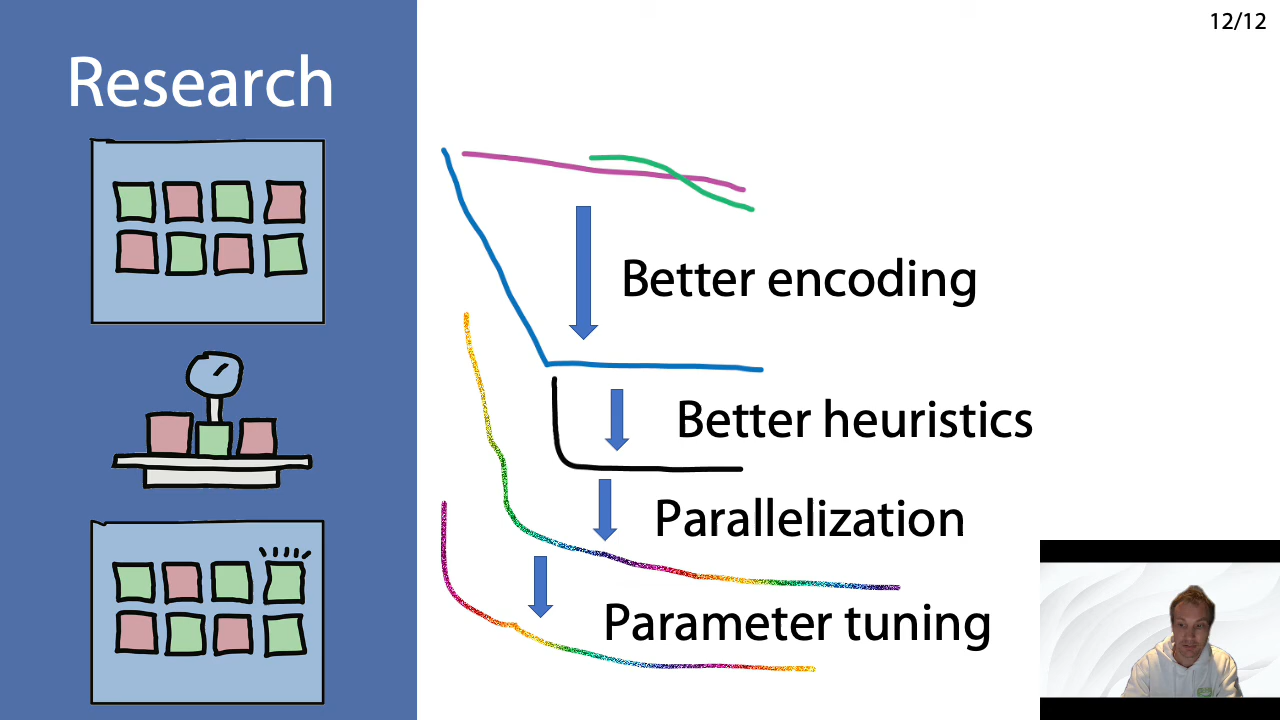 12/12
Research
Better encoding
Better heuristics
Parallelization
Parameter tuning